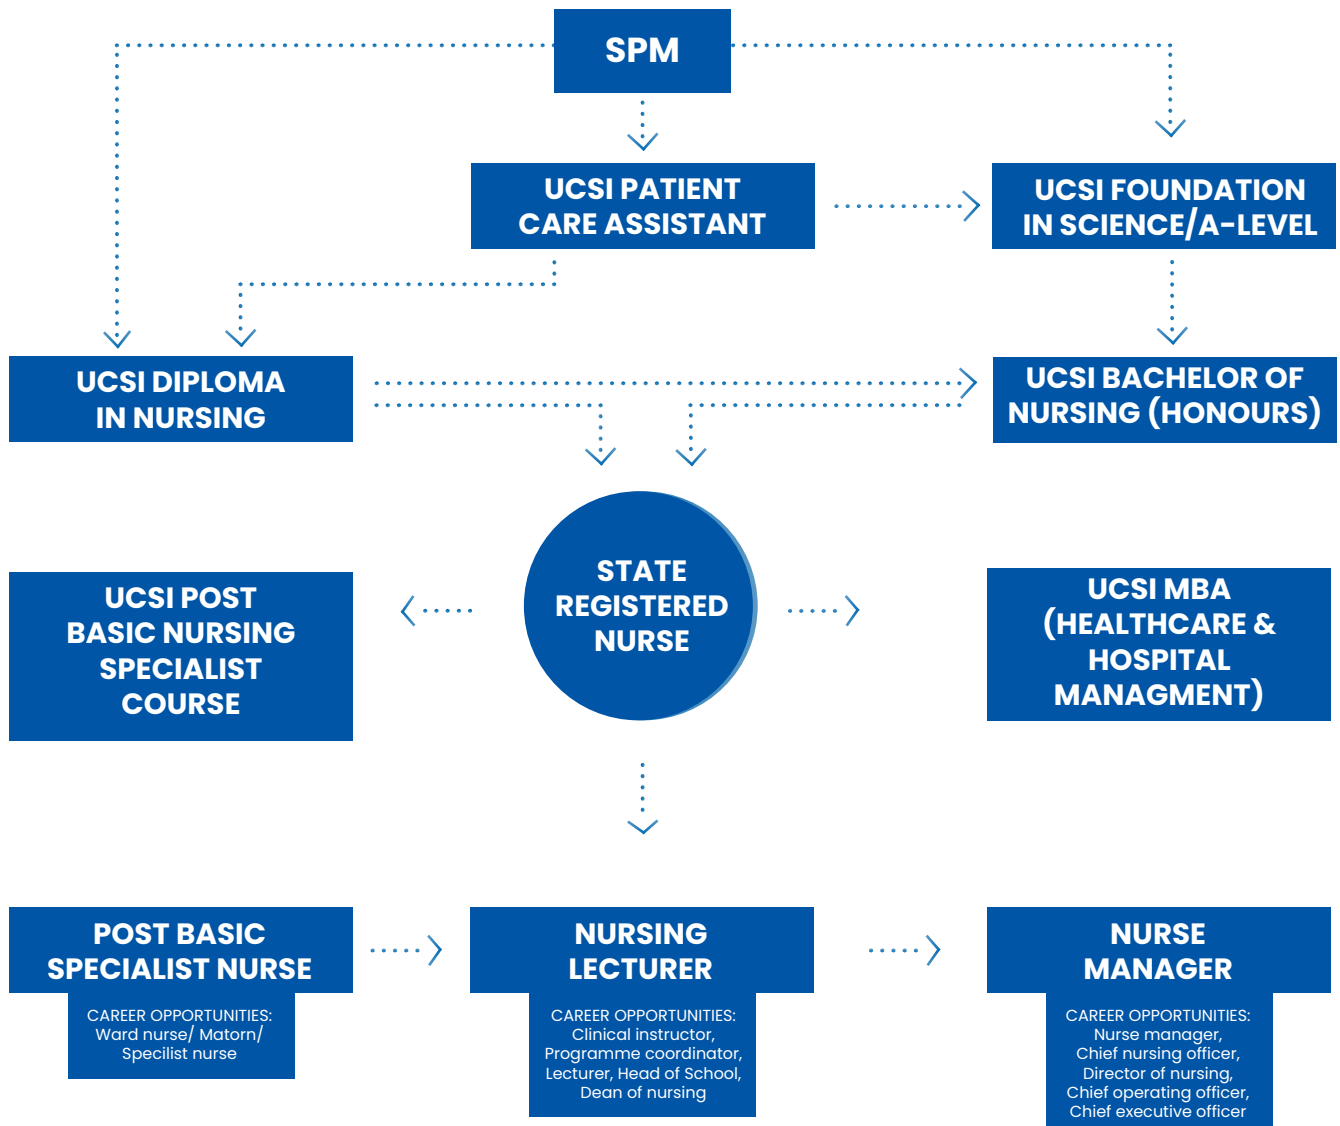 SPM
UCSI PATIENT
CARE ASSISTANT
UCSI FOUNDATION
IN SCIENCE/A-LEVEL
UCSI DIPLOMA
IN NURSING
UCSI BACHELOR OF
NURSING (HONOURS)
UCSI POST
BASIC NURSING
SPECIALIST
COURSE
STATE
REGISTERED
NURSE
UCSI MBA
(HEALTHCARE &
HOSPITAL
MANAGMENT)
POST BASIC
SPECIALIST NURSE
CAREER OPPORTUNITIES:
Ward nurse/ Matorn/
Specilist nurse
NURSING
LECTURER
CAREER OPPORTUNITIES:
Clinical instructor,
Programme coordinator,
Lecturer, Head of School,
Dean of nursing
NURSE
MANAGER
CAREER OPPORTUNITIES:
Nurse manager,
Chief nursing officer,
Director of nursing,
Chief operating officer,
Chief executive officer